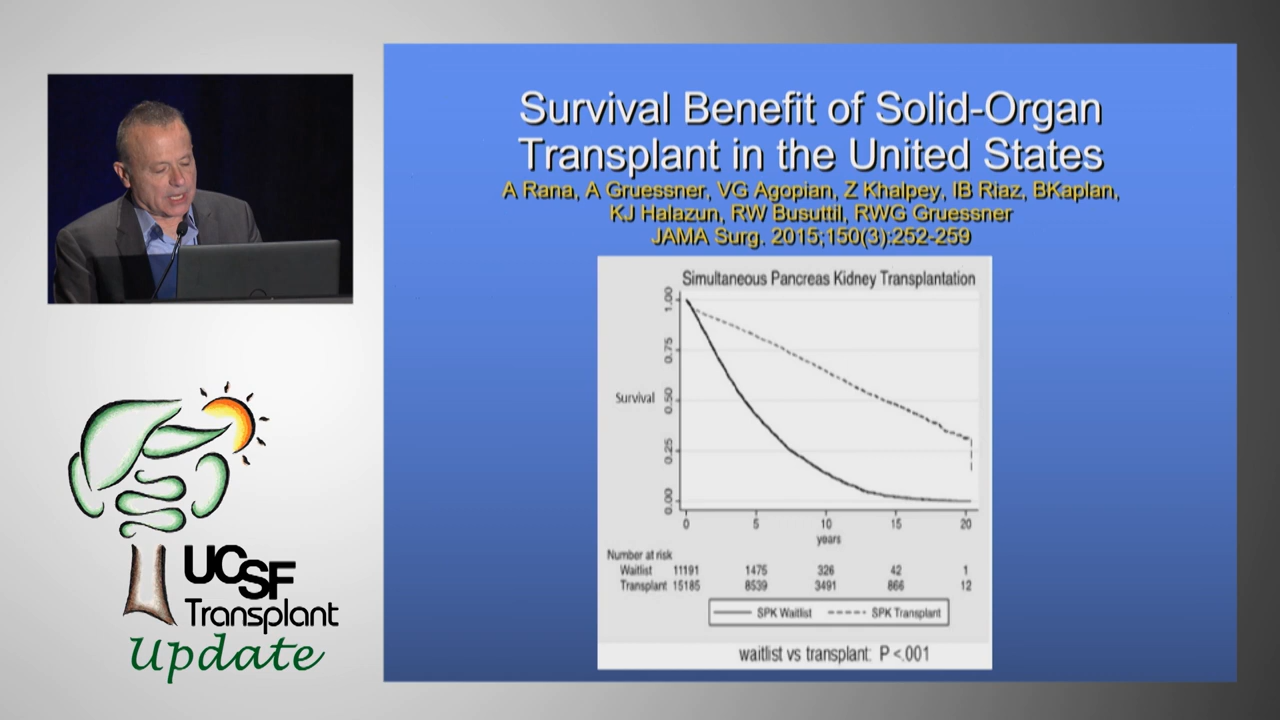 Survival Benefit of Solid-Organ
Transplant in the United States
A Rana, A Gruessner, VG Agopian, Z Khalpey, IB Riaz, BKaplan,
KJ Halazun, RW Busuttil, RWG Gruessner
JAMA Surg. 2015;150(3):252-259
Simultaneous Pancreas Kidney Transplantation
Survival
1.00
0.75
0.50
0.25
0.00
0 5 10 15 20
years
Number at risk
Waitlist 11191 1475 326 42 1
Transplant 15185 8539 3491 866 12
SPK Waitlist SPK Transplant
waitlist vs transplant: P <.001
UCSF
Transplant
Update